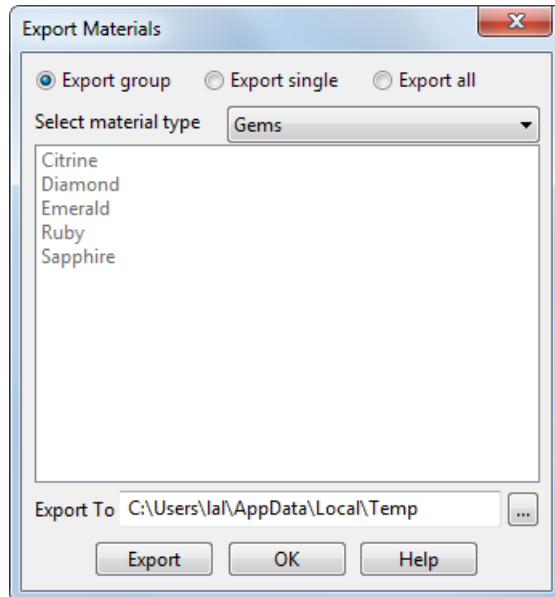 Export Materials
Export group Export single Export all
Select material type Gems
Citrine
Diamond
Emerald
Ruby
Sapphire
Export To C:\Users\lal\AppData\Local\Temp ...
Export OK Help